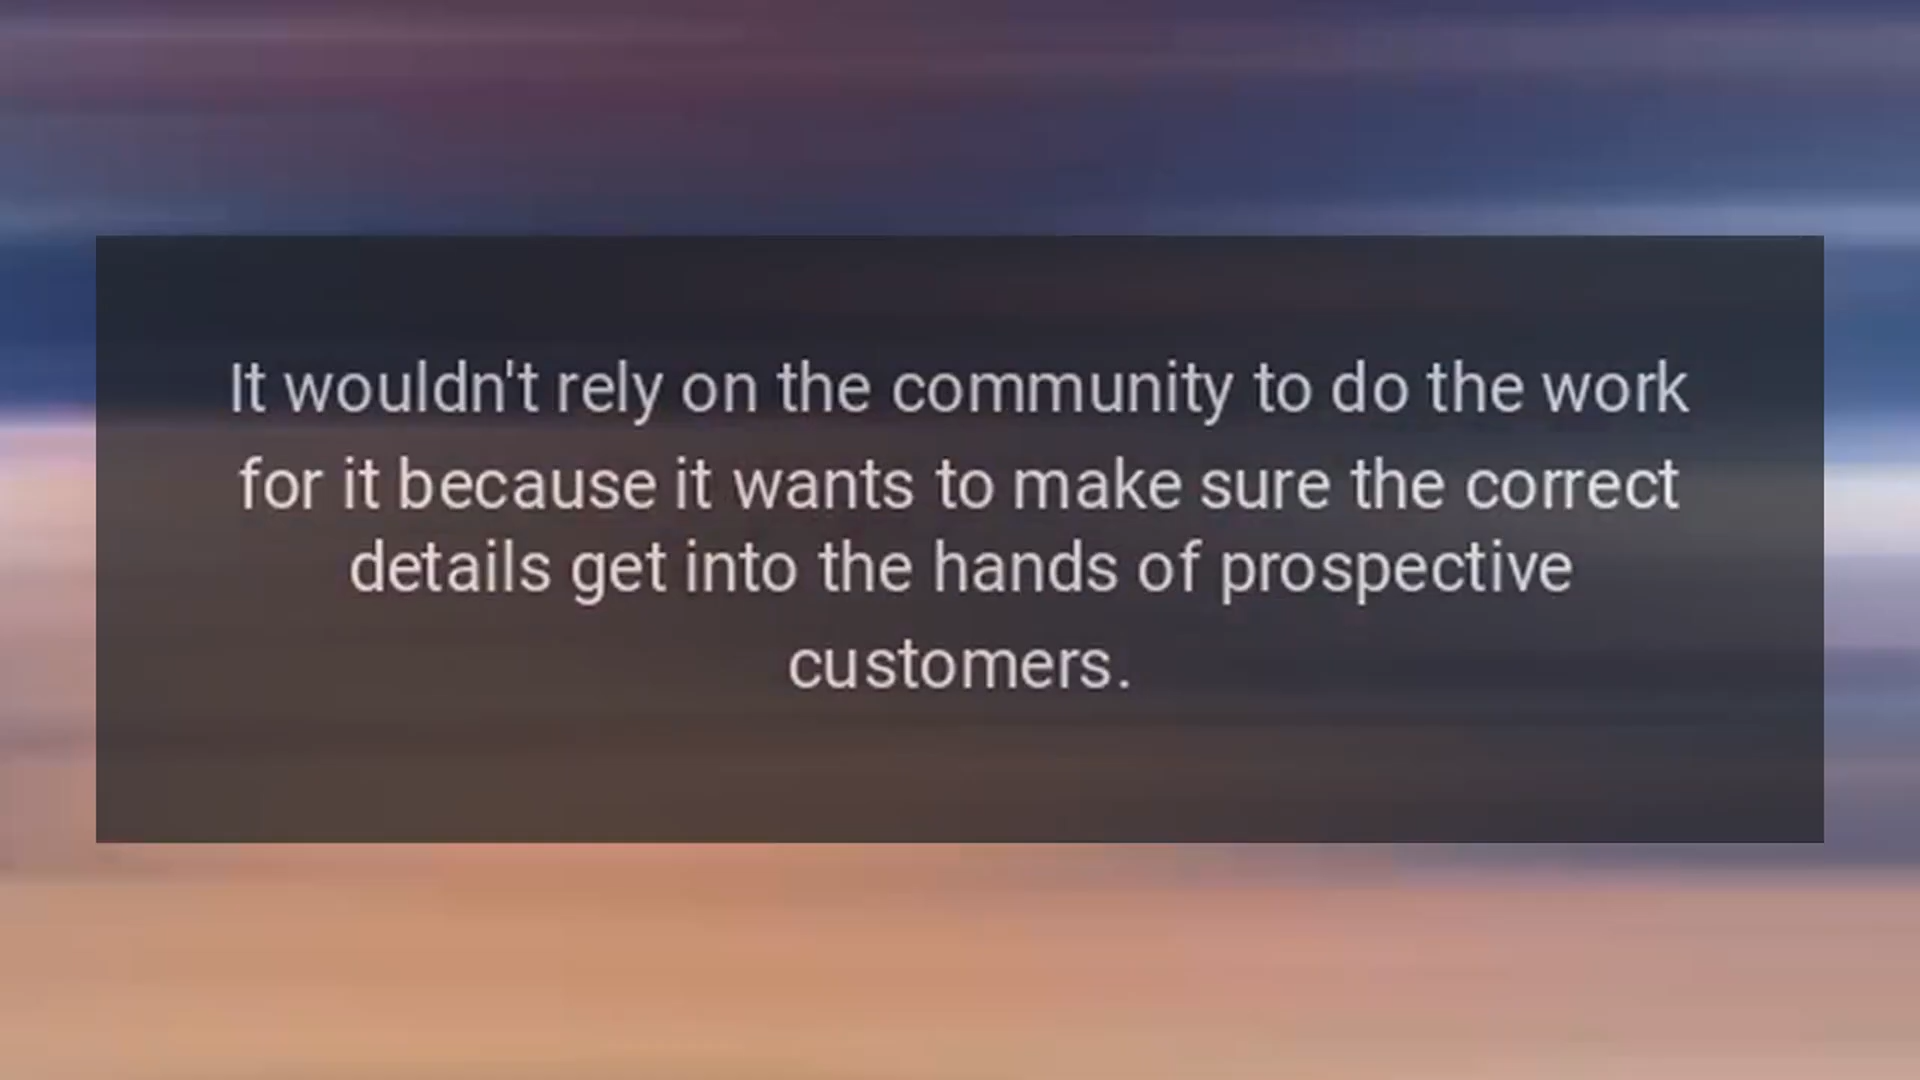 It wouldn't rely on the community to do the work
for it because it wants to make sure the correct
details get into the hands of prospective
customers.